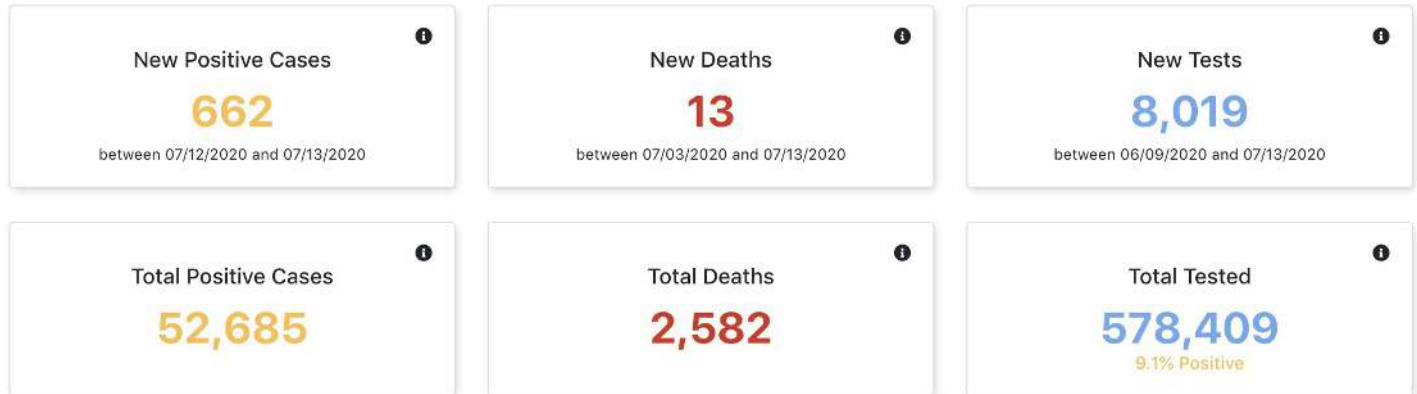 New Positive Cases
662
between 07/12/2020 and 07/13/2020
New Deaths
13
between 07/03/2020 and 07/13/2020
New Tests
8,019
between 06/09/2020 and 07/13/2020
Total Positive Cases
52,685
Total Deaths
2,582
Total Tested
578,409
9.1% Positive